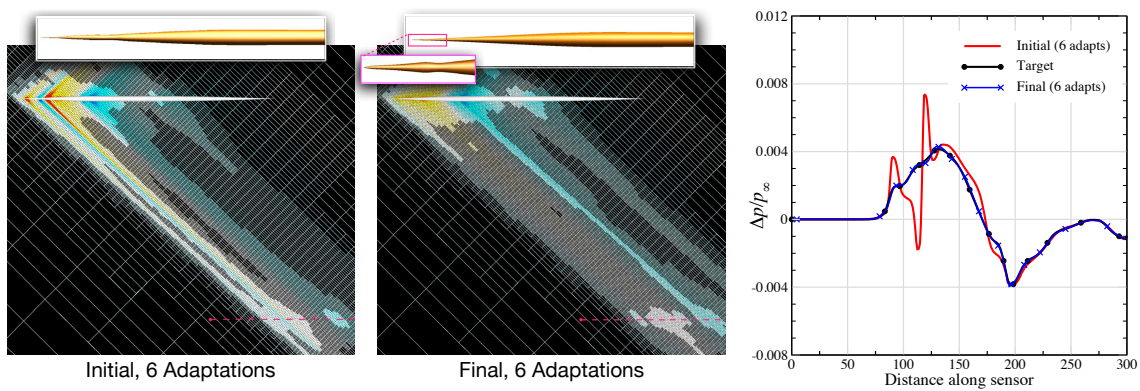 Initial, 6 Adaptations
Final, 6 Adaptations
0.012
0.008
0.004
0
-0.004
-0.008
Δp/p∞
Initial (6 adapts)
Target
Final (6 adapts)
0 50 100 150 200 250 300
Distance along sensor